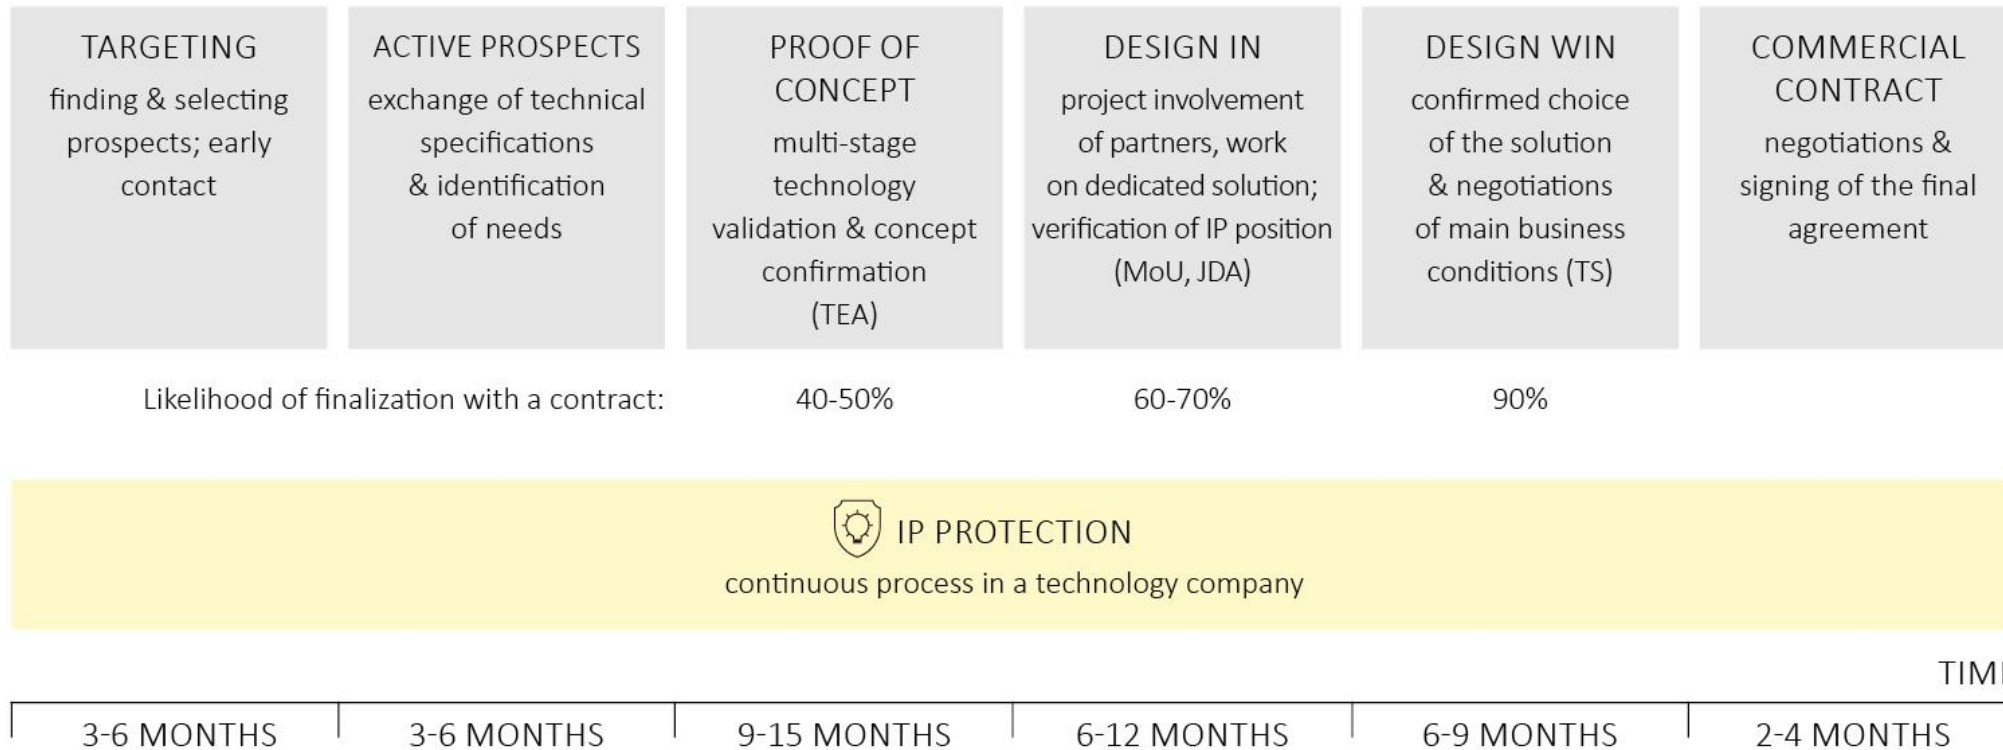 TARGETING
finding & selecting
prospects; early
contact
ACTIVE PROSPECTS
exchange of technical
specifications
& identification
of needs
PROOF OF
CONCEPT
multi-stage
technology
validation & concept
confirmation
(TEA)
DESIGN IN
project involvement
of partners, work
on dedicated solution;
verification of IP position
(MoU, JDA)
DESIGN WIN
confirmed choice
of the solution
& negotiations
of main business
conditions (TS)
COMMERCIAL
CONTRACT
negotiations &
signing of the final
agreement
Likelihood of finalization with a contract: 40-50% 60-70% 90%
IP PROTECTION
continuous process in a technology company
3-6 MONTHS 3-6 MONTHS 9-15 MONTHS 6-12 MONTHS 6-9 MONTHS 2-4 MONTHS